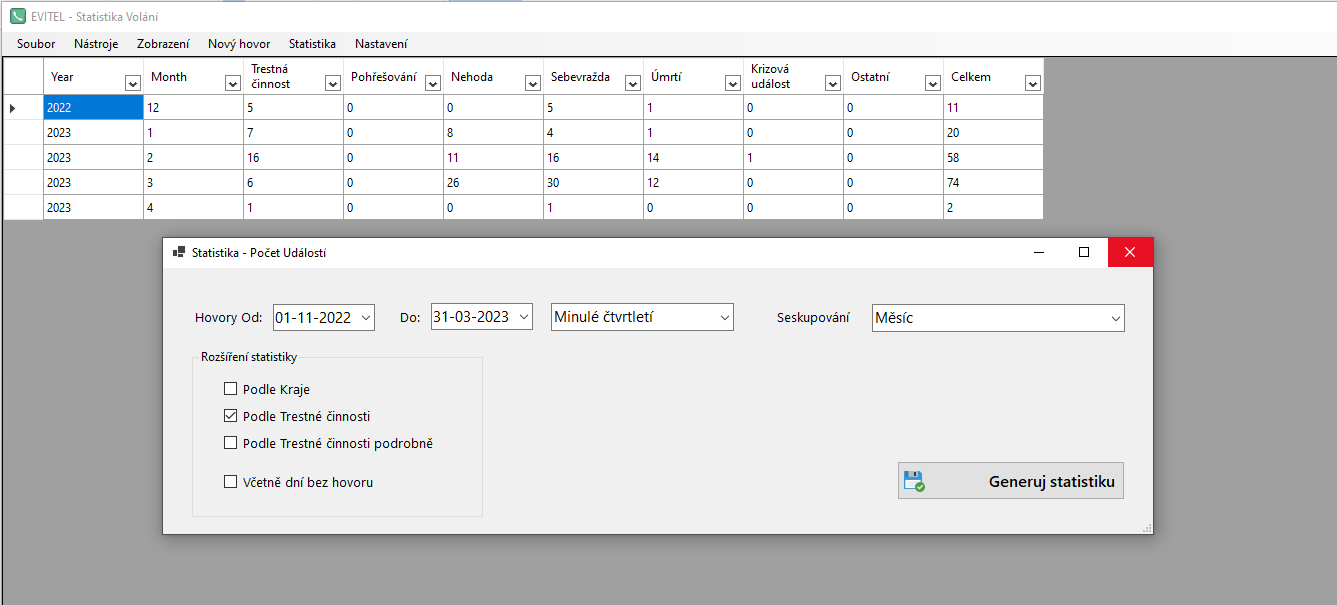 EVITEL - Statistika Volání
Soubor Nástroje Zobrazení Nový hovor Statistika Nastavení
Year Month Trestná činnost Pohřešování Nehoda Sebevražda Úmrtí Krizová událost Ostatní Celkem
2022 12 5 0 0 5 1 0 0 11
2023 1 7 0 8 4 1 0 0 20
2023 2 16 0 11 16 14 1 0 58
2023 3 6 0 26 30 12 0 0 74
2023 4 1 0 0 1 0 0 0 2
Statistika - Počet Událostí
Hovory Od: 01-11-2022 Do: 31-03-2023 Minulé čtvrtletí Seskupování Měsíc
Rozšíření statistiky
Podle Kraje
Podle Trestné činnosti
Podle Trestné činnosti podrobně
Včetně dní bez hovoru
Generuj statistiku